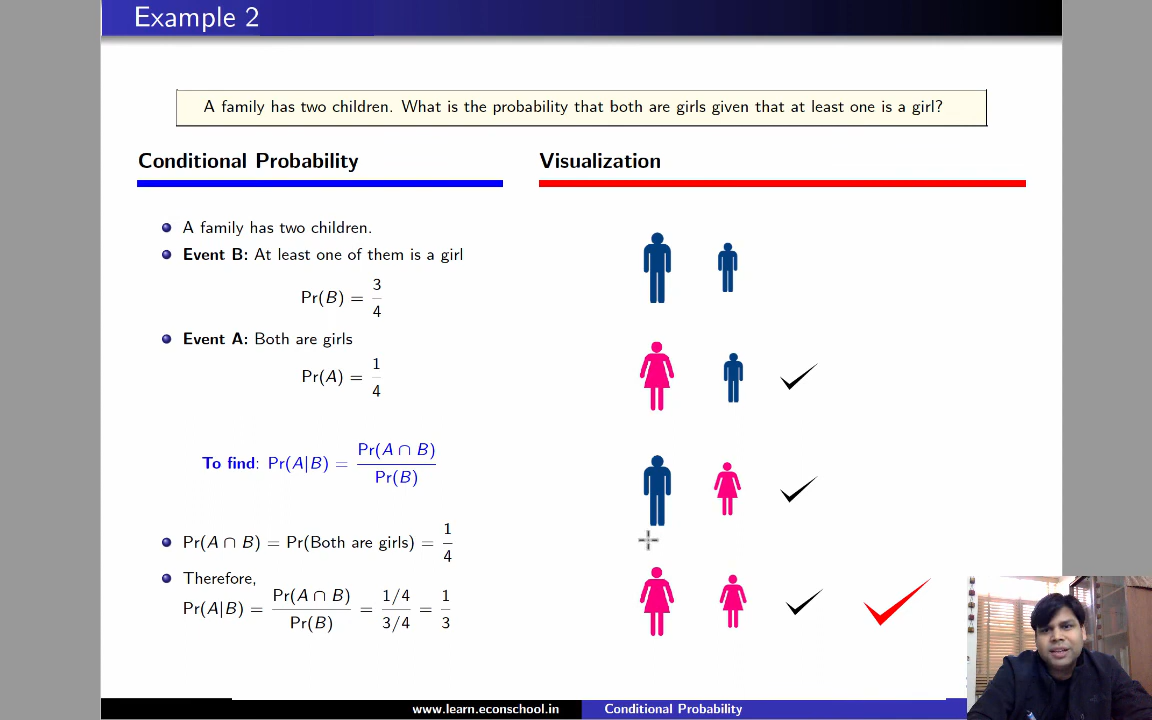 Example 2
A family has two children. What is the probability that both are girls given that at least one is a girl?
Conditional Probability
A family has two children.
Event B: At least one of them is a girl
Pr(B) = 3/4
Event A: Both are girls
Pr(A) = 1/4
To find: Pr(A|B) = Pr(A ∩ B)/Pr(B)
Pr(A ∩ B) = Pr(Both are girls) = 1/4
Therefore,
Pr(A|B) = Pr(A ∩ B)/Pr(B) = 1/4/3/4 = 1/3
Visualization
www.learn.econschool.in
Conditional Probability